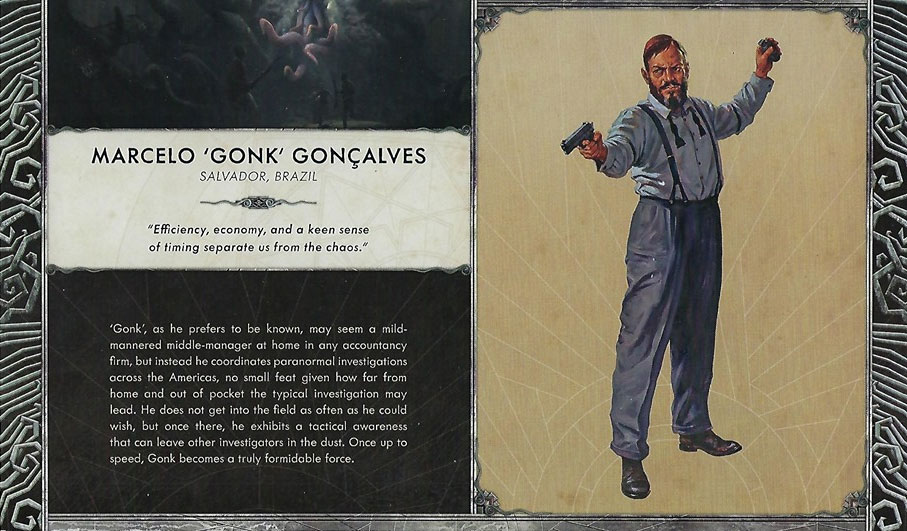 MARCELO ‘GONK‘ GONÇALVES
SALVADOR, BRAZIL
“Efficiency, economy, and a keen sense
of timing separate us from the chaos.”
‘Gonk’, as he prefers to be known, may seem a mild-
mannered middle-manager at home in any accountancy
firm, but instead he coordinates paranormal investigations
across the Americas, no small feat given how far from
home and out of pocket the typical investigation may
lead. He does not get into the field as often as he could
wish, but once there, he exhibits a tactical awareness
that can leave other investigators in the dust. Once up to
speed, Gonk becomes a truly formidable force.